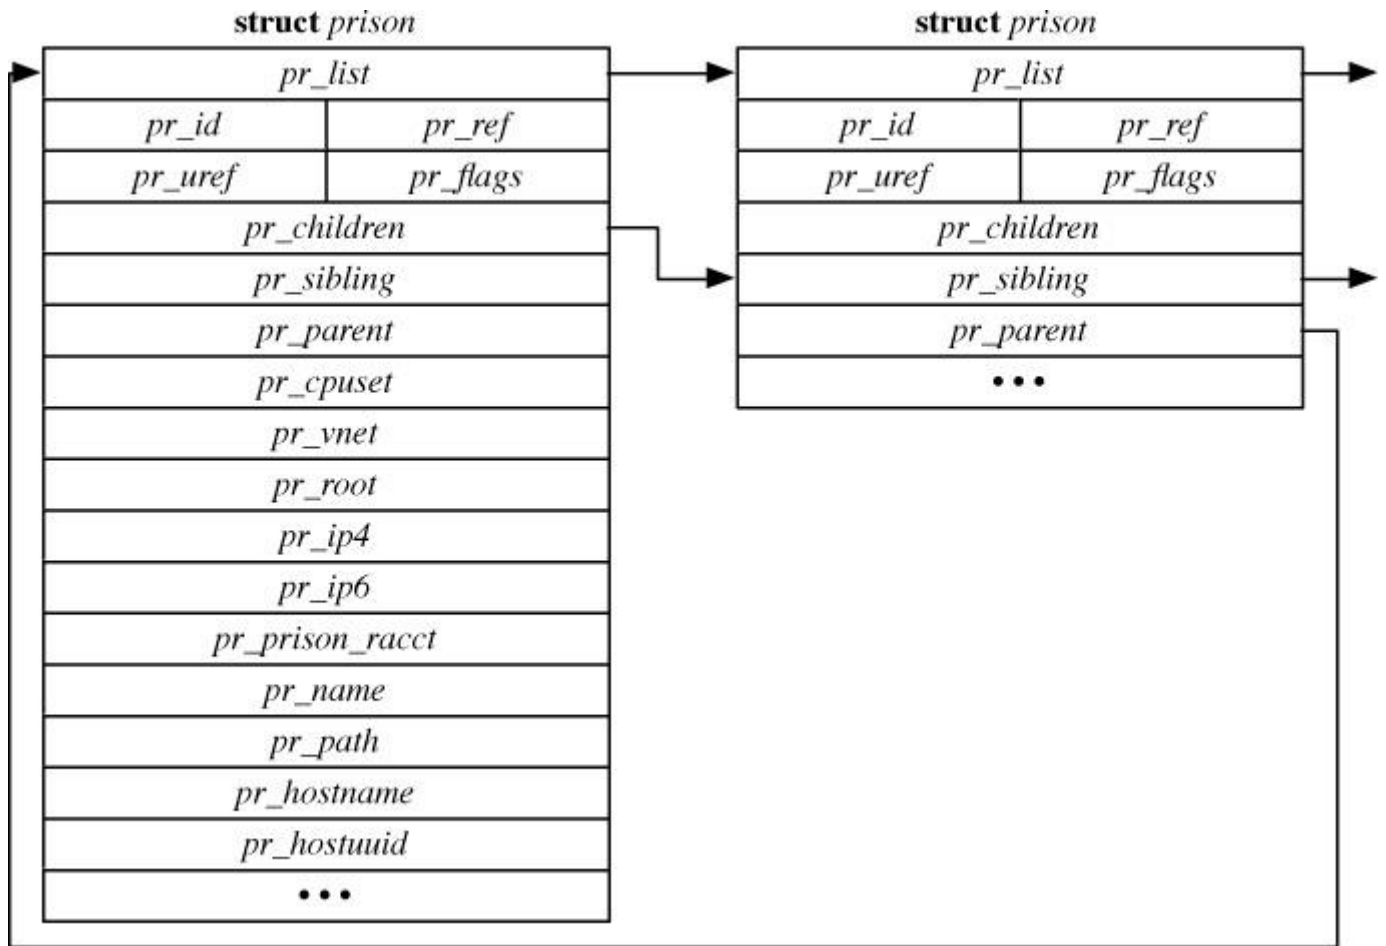 struct prison struct prison
pr_list pr_list
pr_id pr_ref pr_id pr_ref
pr_uref pr_flags pr_uref pr_flags
pr_children pr_children
pr_sibling pr_sibling
pr_parent pr_parent
pr_cpuset •••
pr_vnet
pr_root
pr_ip4
pr_ip6
pr_prison_racct
pr_name
pr_path
pr_hostname
pr_hostuuid
•••